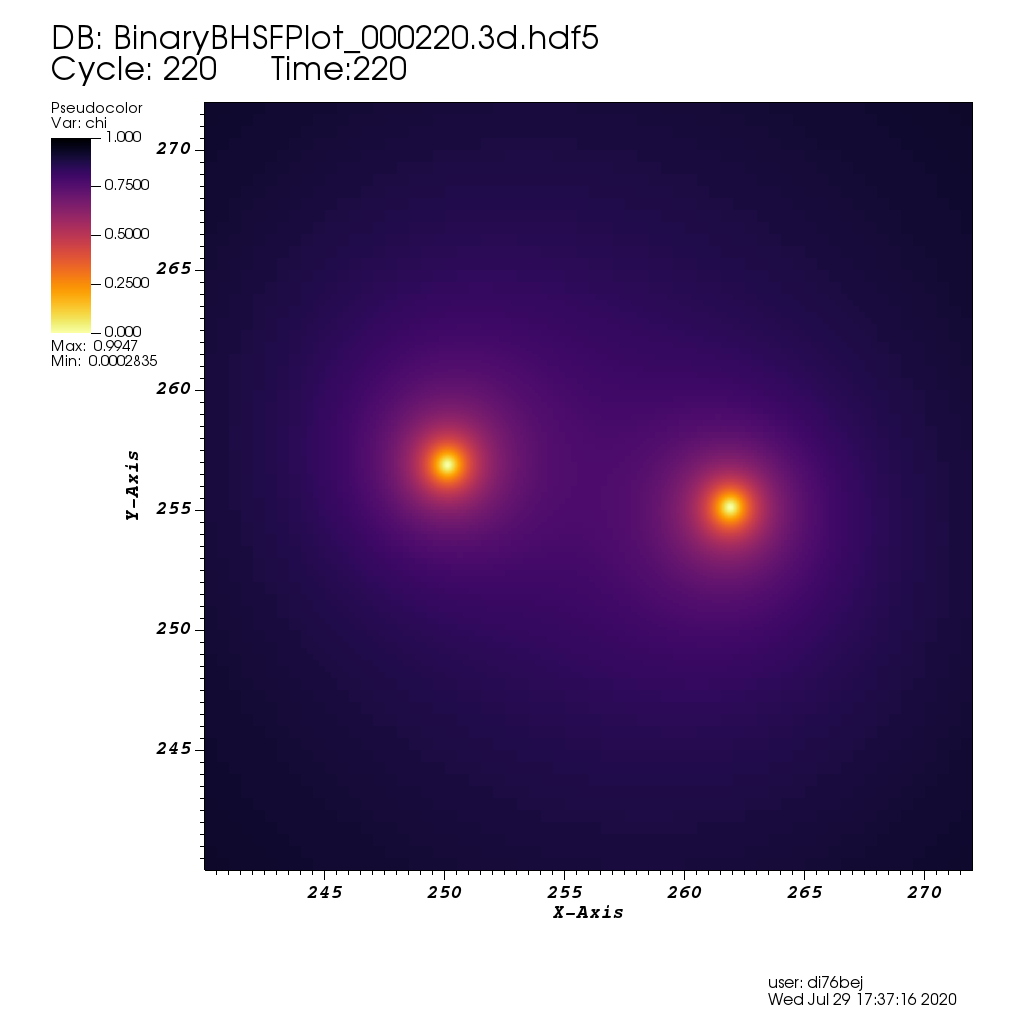 DB: BinaryBHSFPlot_000220.3d.hdf5
Cycle: 220 Time:220
Pseudocolor
Var: chi
1.000
0.7500
0.5000
0.2500
0.000
Max: 0.9947
Min: 0.0002835
270
265
260
255
250
245
Y-Axis
245 250 255 260 265 270
X-Axis
user: di76bej
Wed Jul 29 17:37:16 2020